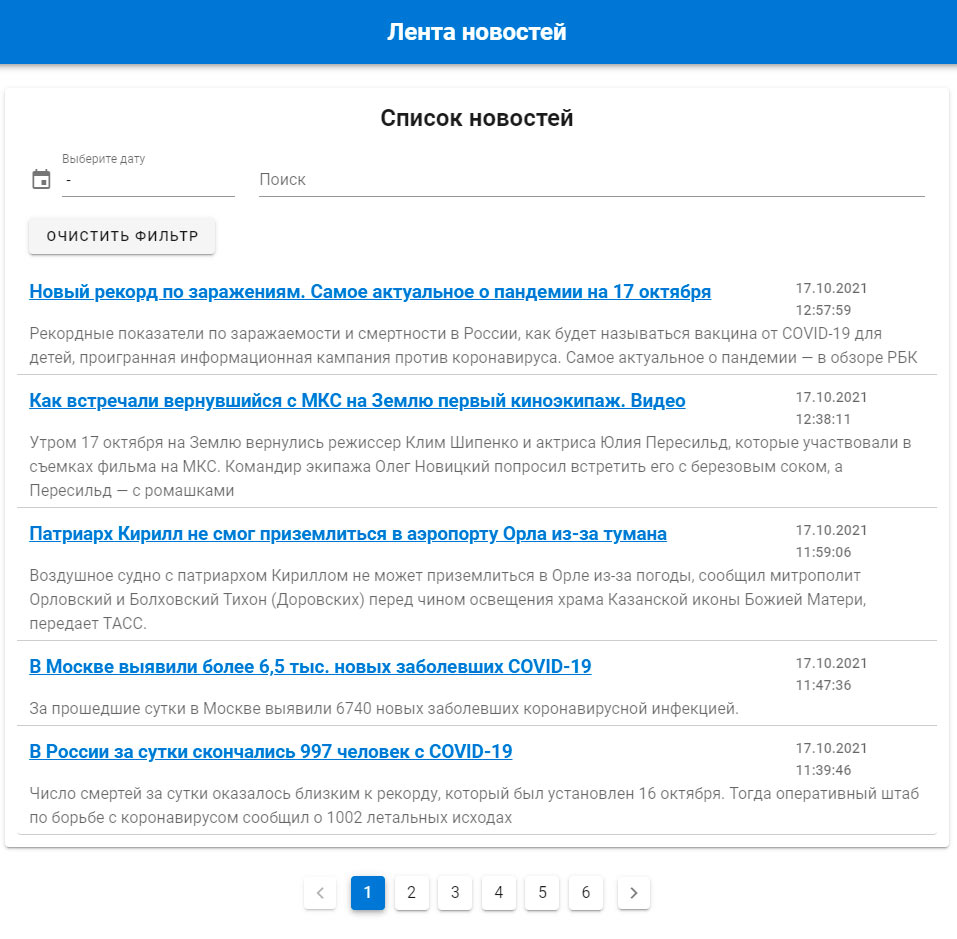 Лента новостей
Список новостей
Выберите дату
-
Поиск
ОЧИСТИТЬ ФИЛЬТР
Новый рекорд по заражениям. Самое актуальное о пандемии на 17 октября
17.10.2021
12:57:59
Рекордные показатели по заражаемости и смертности в России, как будет называться вакцина от COVID-19 для
детей, проигранная информационная кампания против коронавируса. Самое актуальное о пандемии — в обзоре РБК
Как встречали вернувшийся с МКС на Землю первый киноэкипаж. Видео
17.10.2021
12:38:11
Утром 17 октября на Землю вернулись режиссер Клим Шипенко и актриса Юлия Пересильд, которые участвовали в
съемках фильма на МКС. Командир экипажа Олег Новицкий попросил встретить его с березовым соком, а
Пересильд — с ромашками
Патриарх Кирилл не смог приземлиться в аэропорту Орла из-за тумана
17.10.2021
11:59:06
Воздушное судно с патриархом Кириллом не может приземлиться в Орле из-за погоды, сообщил митрополит
Орловский и Болховский Тихон (Доровских) перед чином освещения храма Казанской иконы Божией Матери,
передает ТАСС.
В Москве выявили более 6,5 тыс. новых заболевших COVID-19
17.10.2021
11:47:36
За прошедшие сутки в Москве выявили 6740 новых заболевших коронавирусной инфекцией.
В России за сутки скончались 997 человек с COVID-19
17.10.2021
11:39:46
Число смертей за сутки оказалось близким к рекорду, который был установлен 16 октября. Тогда оперативный штаб
по борьбе с коронавирусом сообщил о 1002 летальных исходах
1 2 3 4 5 6